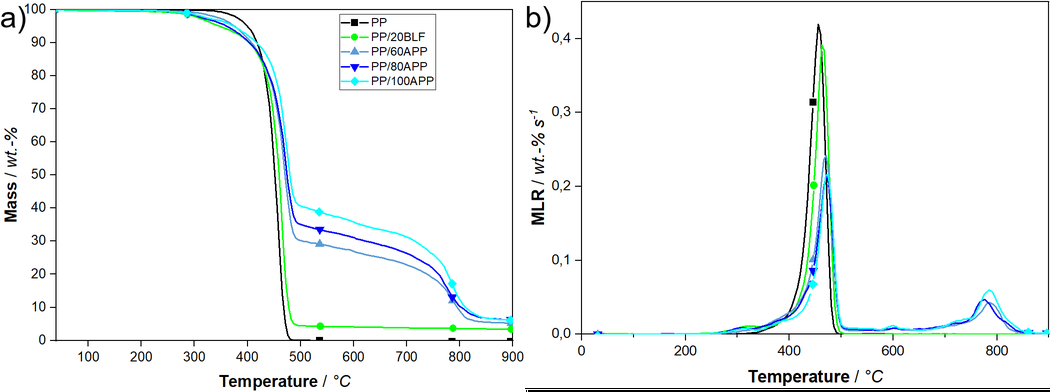 a)
100
90
80
70
60
50
40
30
20
10
0
Mass / wt.-%
PP
PP/20BLF
PP/60APP
PP/80APP
PP/100APP
100 200 300 400 500 600 700 800 900
Temperature / °C
b)
0,4
0,3
0,2
0,1
0,0
MLR / wt.-% s-1
0 200 400 600 800
Temperature / °C